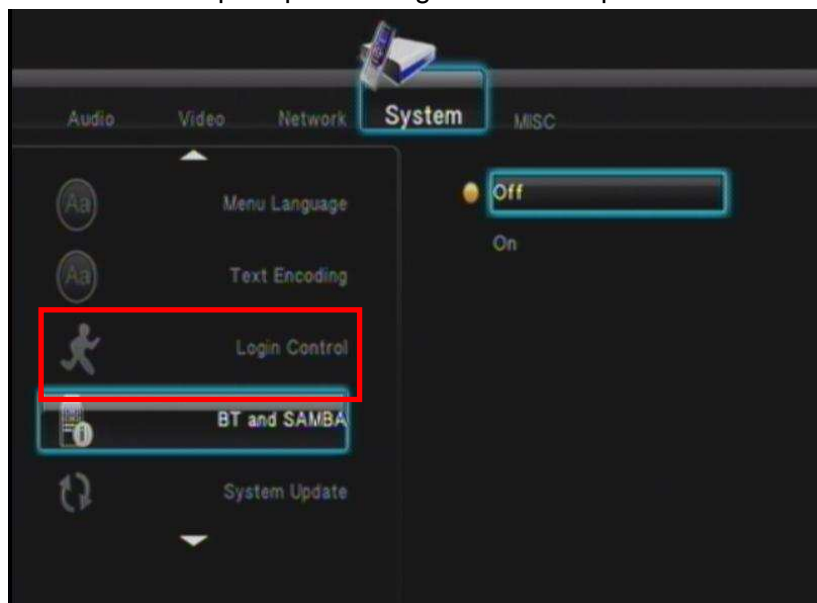 Audio Video Network System MISC
Menu Language
Text Encoding
Login Control
BT and SAMBA
System Update
Off
On